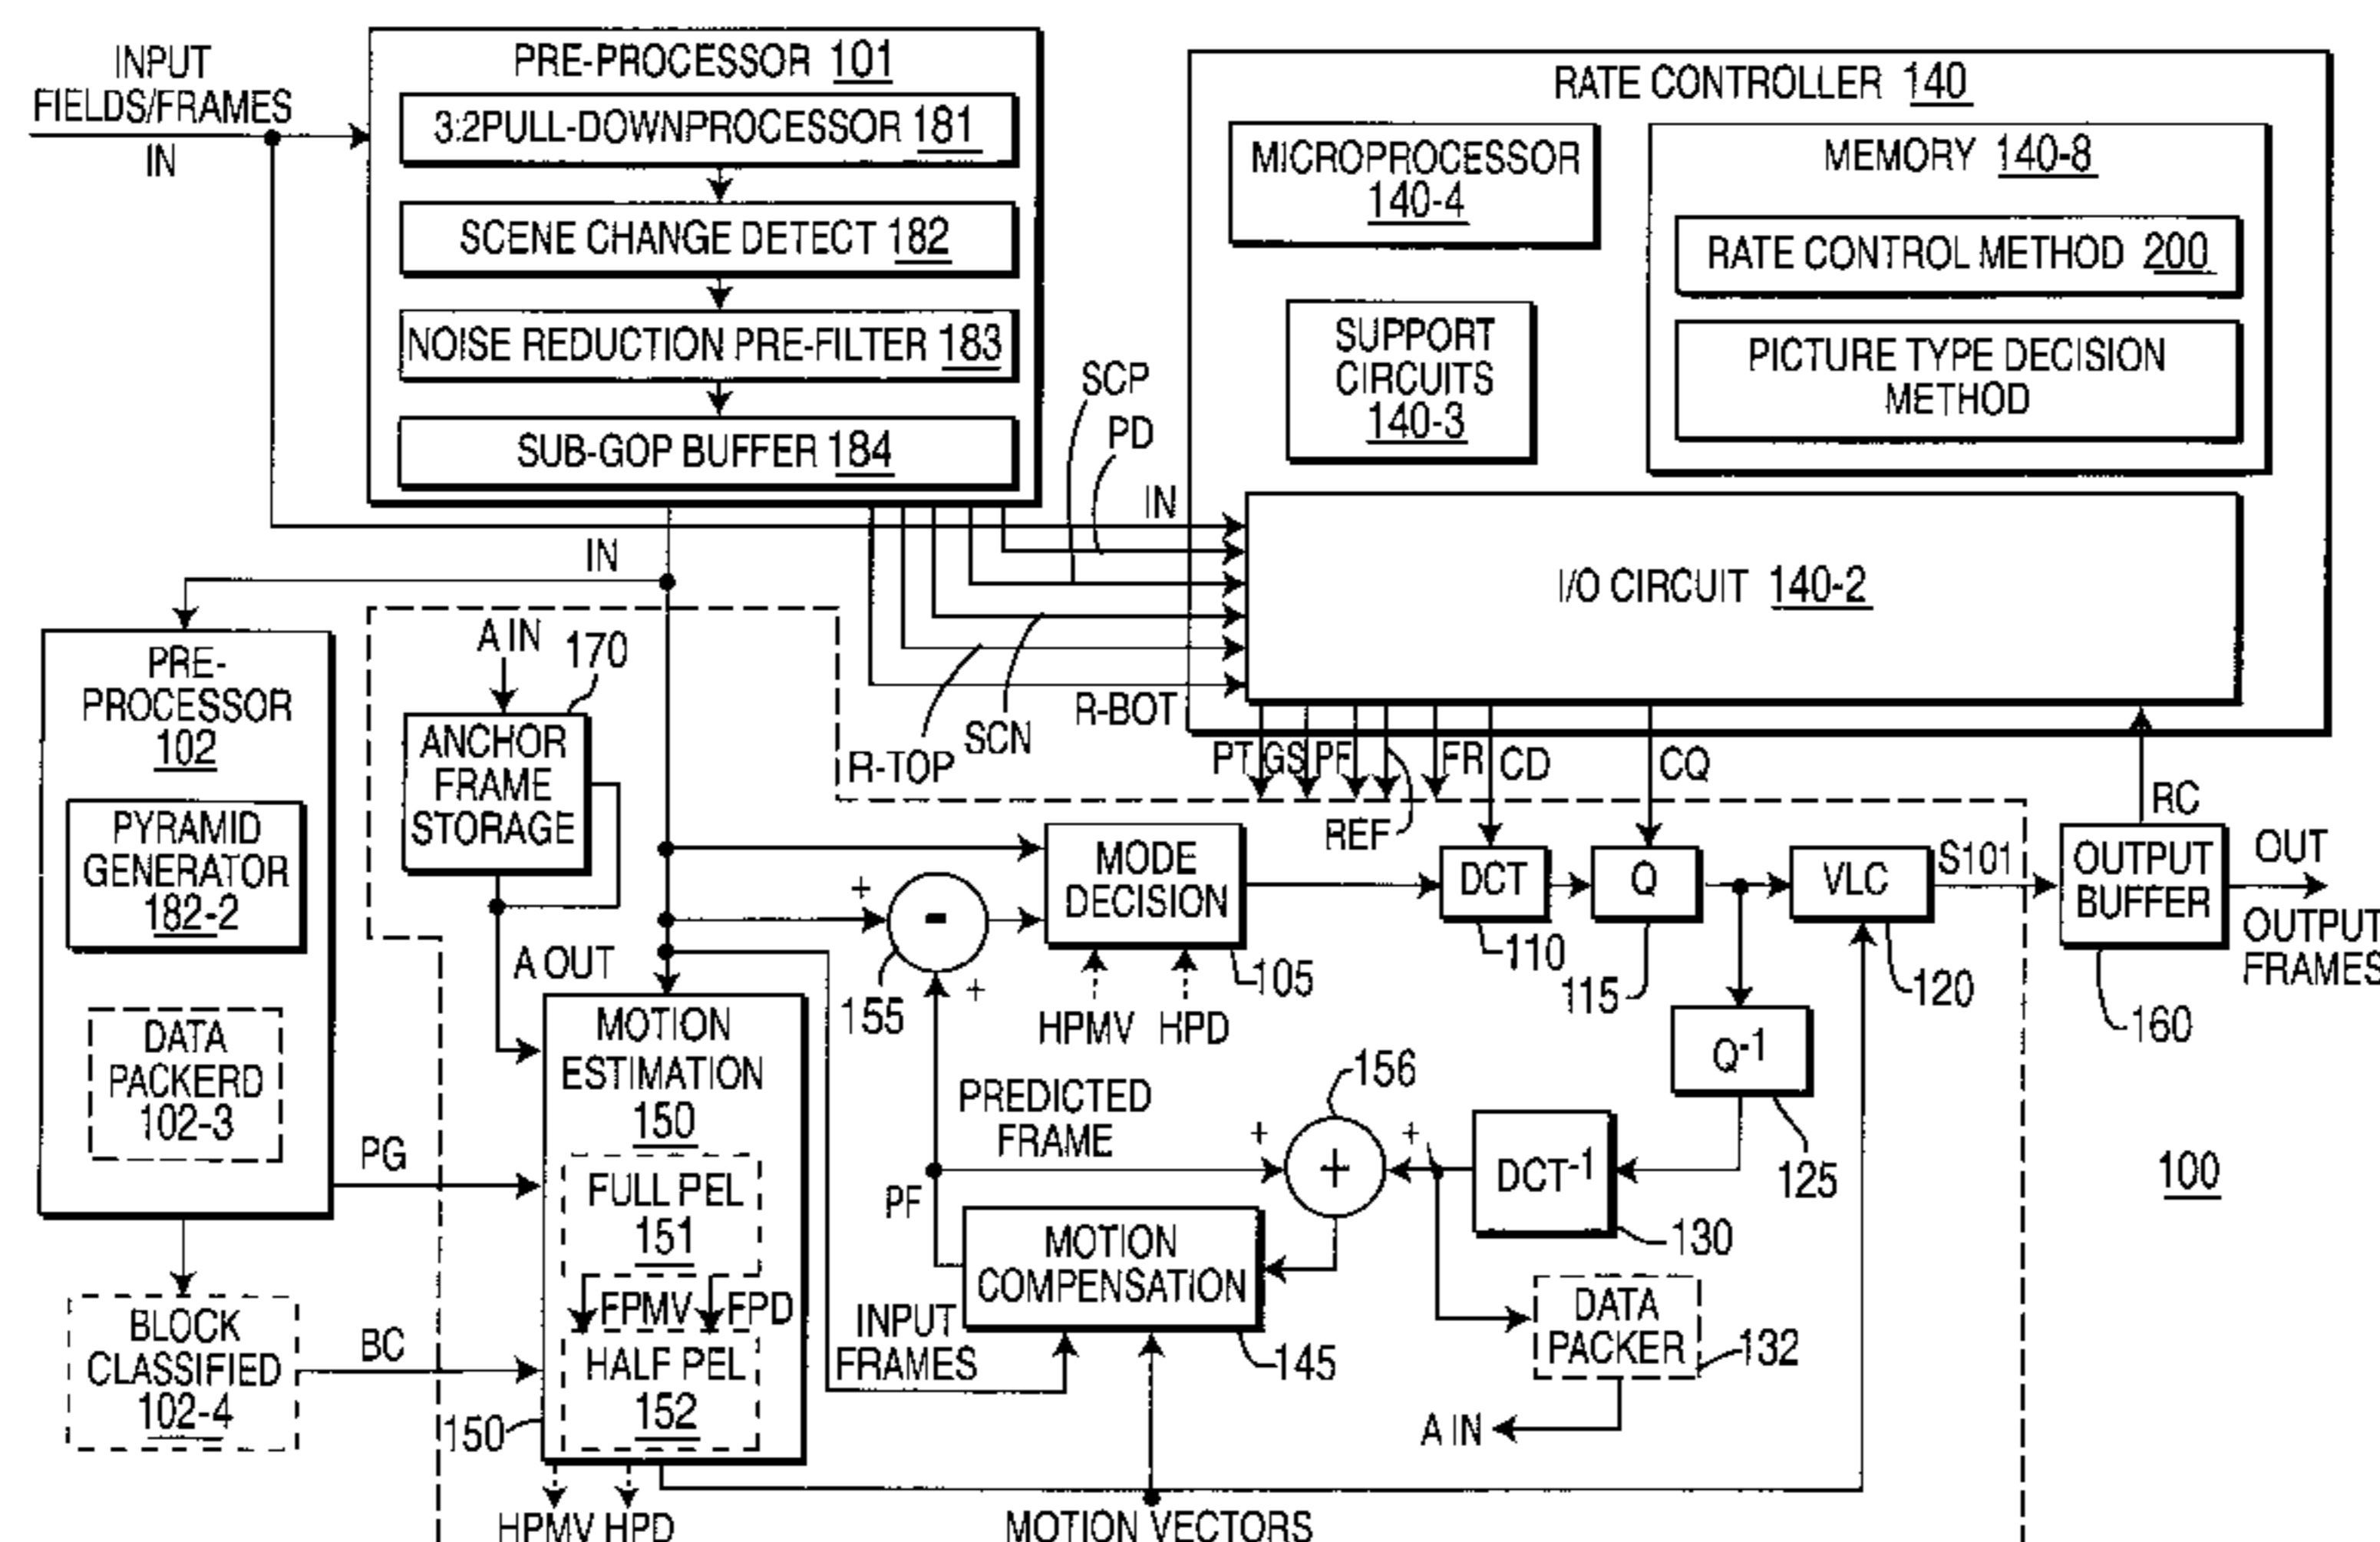 INPUT
FIELDS/FRAMES
IN
PRE-PROCESSOR 101
3:2PULL-DOWNPROCESSOR 181
SCENE CHANGE DETECT 182
NOISE REDUCTION PRE-FILTER 183
SUB-GOP BUFFER 184
RATE CONTROLLER 140
MICROPROCESSOR
140-4
MEMORY 140-8
RATE CONTROL METHOD 200
PICTURE TYPE DECISION
METHOD
SUPPORT
CIRCUITS
140-3
SCP
PD
IN
I/O CIRCUIT 140-2
IN
R-BOT
SCN
R-TOP
PRE-
PROCESSOR
102
PYRAMID
GENERATOR
182-2
DATA
PACKERD
102-3
PG
BLOCK
CLASSIFIED
102-4
BC
A IN
170
ANCHOR
FRAME
STORAGE
A OUT
PT
GS
PF
REF
FR
CD
CQ
RC
MODE
DECISION
105
HPMV
HPD
+
-
+
155
DCT
110
Q
115
VLC
120
S101
OUTPUT
BUFFER
160
OUT
OUTPUT
FRAMES
Q-1
125
DCT-1
130
156
+
+
+
PREDICTED
FRAME
PF
MOTION
COMPENSATION
145
INPUT
FRAMES
DATA
PACKER
132
A IN
100
MOTION
ESTIMATION
150
FULL PEL
151
FPMV
FPD
HALF PEL
152
150
HPMV
HPD
MOTION VECTORS